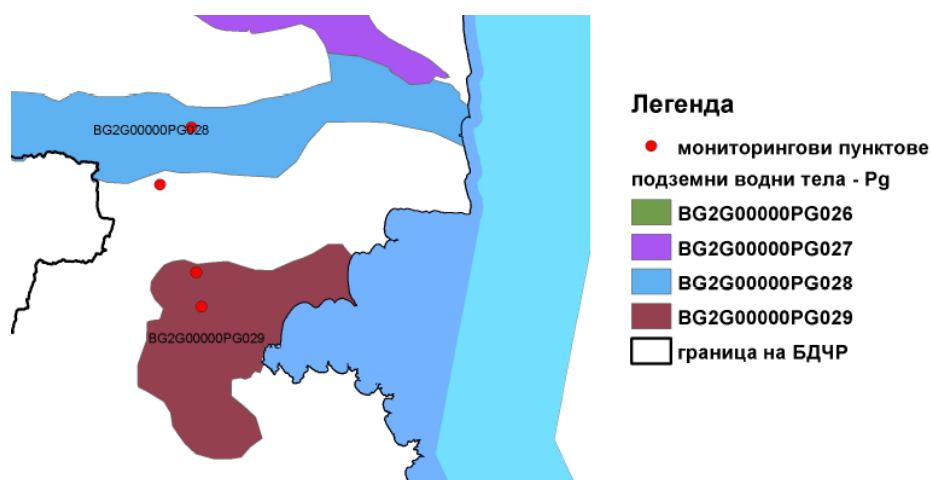 BG2G00000PG028
BG2G00000PG029
Легенда
мониторингови пунктове
подземни водни тела - Pg
BG2G00000PG026
BG2G00000PG027
BG2G00000PG028
BG2G00000PG029
граница на БДЧР